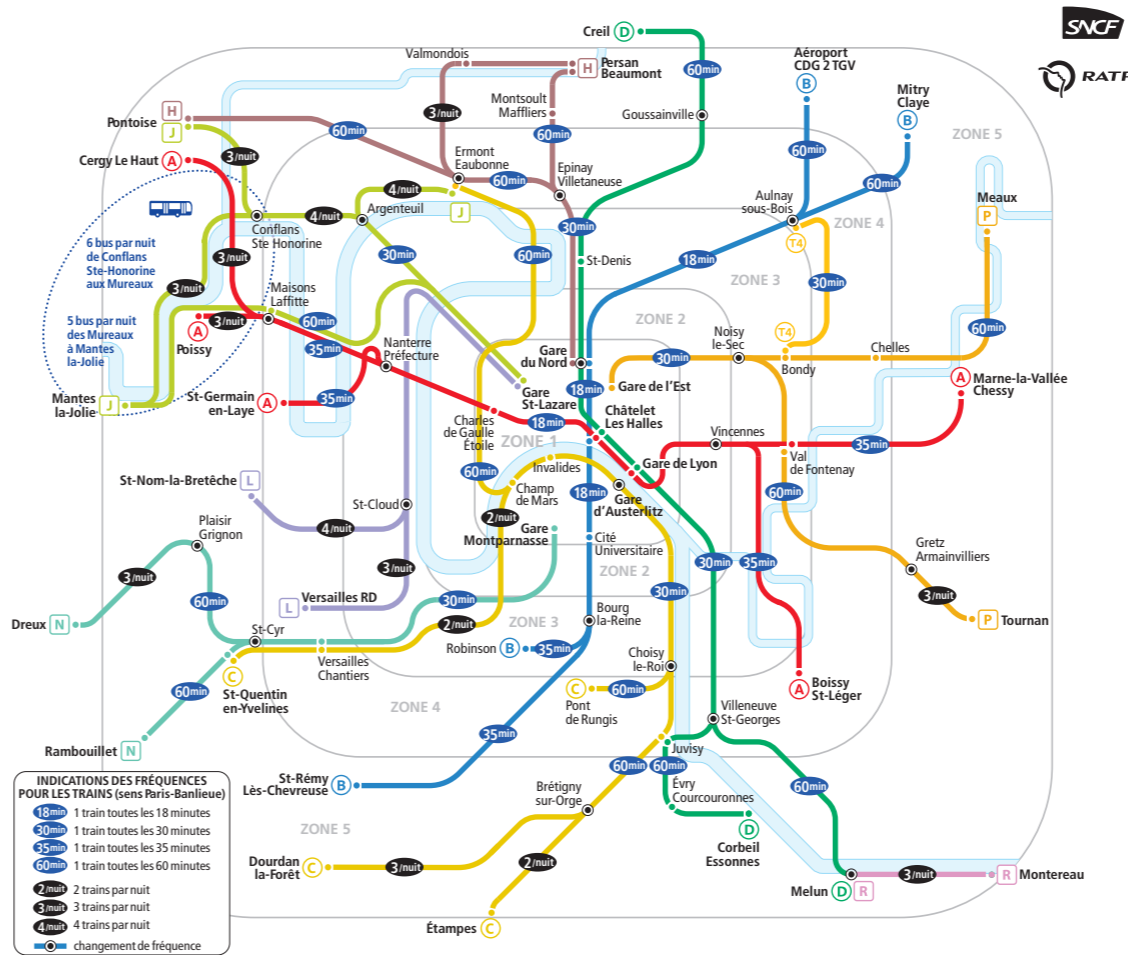 SNCF
RATP
Creil D
Valmondois
Persan
Beaumont
H
Aéroport
CDG 2 TGV
B
Mitry
Claye
B
60min
3/nuit
Montsoult
Maffliers
Goussainville
H
Pontoise
J
60min
60min
60min
ZONE 5
Cergy Le Haut A
3/nuit
Ermont
Eaubonne
60min
Epinay
Villetaneuse
60min
Aulnay
sous-Bois
Meaux
P
4/nuit
J
ZONE 4
T4
4/nuit
Argenteuil
Conflans
Ste Honorine
30min
6 bus par nuit
de Conflans
Ste-Honorine
aux Mureaux
3/nuit
30min
60min
St-Denis
18min
ZONE 3
30min
3/nuit
Maisons
Laffitte
5 bus par nuit
des Mureaux
à Mantes
la-Jolie
3/nuit
A
Poissy
60min
35min
Nanterre
Préfecture
ZONE 2
Noisy
le-Sec
T4
Bondy
Chelles
60min
Gare
du Nord
30min
Mantes
la-Jolie
J
St-Germain
en-Laye
A
35min
Gare
St-Lazare
18min
Gare de l'Est
A
Marne-la-Vallée
Chessy
Charles
de Gaulle
Étoile
18min
Châtelet
Les Halles
Vincennes
35min
ZONE 1
Invalides
Gare de Lyon
Val
de Fontenay
60min
St-Nom-la-Bretêche L
St-Cloud
Champ
de Mars
18min
Gare
d'Austerlitz
60min
4/nuit
2/nuit
Gare
Montparnasse
Cité
Universitaire
Plaisir
Grignon
3/nuit
3/nuit
ZONE 2
30min
35min
Gretz
Armainvilliers
60min
L Versailles RD
30min
30min
3/nuit
Dreux N
2/nuit
ZONE 3
Bourg
la-Reine
P Tournan
St-Cyr
Robinson B
35min
Choisy
le-Roi
Versailles
Chantiers
C
St-Quentin
en-Yvelines
60min
C
Pont
de Rungis
60min
A
Boissy
St-Léger
ZONE 4
Villeneuve
St-Georges
35min
Rambouillet N
Juvisy
60min
60min
St-Rémy
Lès-Chevreuse
B
Brétigny
sur-Orge
Évry
Courcouronnes
60min
ZONE 5
D
Corbeil
Essonnes
Dourdan
la-Forêt
C
3/nuit
2/nuit
Melun D R
3/nuit
R Montereau
Étampes C
INDICATIONS DES FRÉQUENCES
POUR LES TRAINS (sens Paris-Banlieue)
18min 1 train toutes les 18 minutes
30min 1 train toutes les 30 minutes
35min 1 train toutes les 35 minutes
60min 1 train toutes les 60 minutes
2/nuit 2 trains par nuit
3/nuit 3 trains par nuit
4/nuit 4 trains par nuit
changement de fréquence